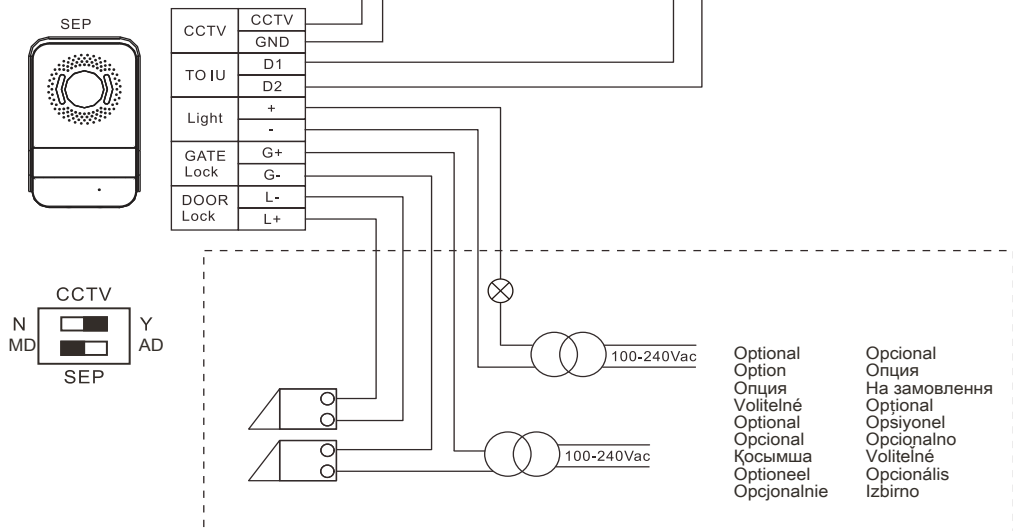 SEP
CCTV
CCTV
GND
TO IU
D1
D2
Light
+
-
GATE
Lock
G+
G-
DOOR
Lock
L-
L+
CCTV
N
Y
MD
AD
SEP
100-240Vac
100-240Vac
Optional
Option
Опция
Volitelné
Optional
Opcional
Қосымша
Optioneel
Opcjonalnie
Opcional
Опция
На замовлення
Opțional
Opsiyonel
Opcionalno
Voliteľné
Opcionális
Izbirno